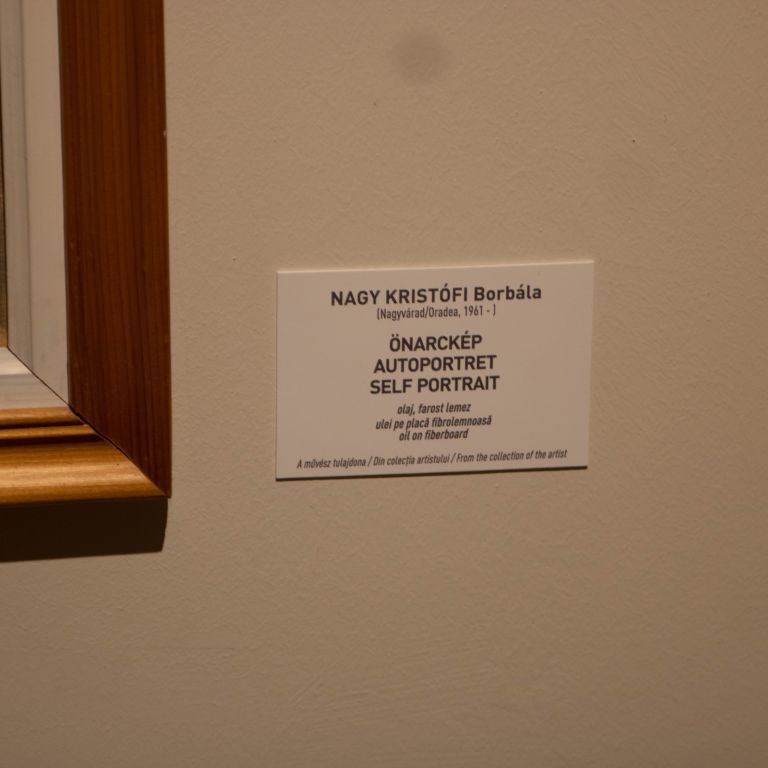 NAGY KRISTÓFI Borbála
(Nagyvárad/Oradea, 1961 - )
ÖNARCKÉP
AUTOPORTRET
SELF PORTRAIT
olaj, farost lemez
ulei pe placă fibrolemnoasă
oil on fiberboard
A művész tulajdona / Din colecția artistului / From the collection of the artist